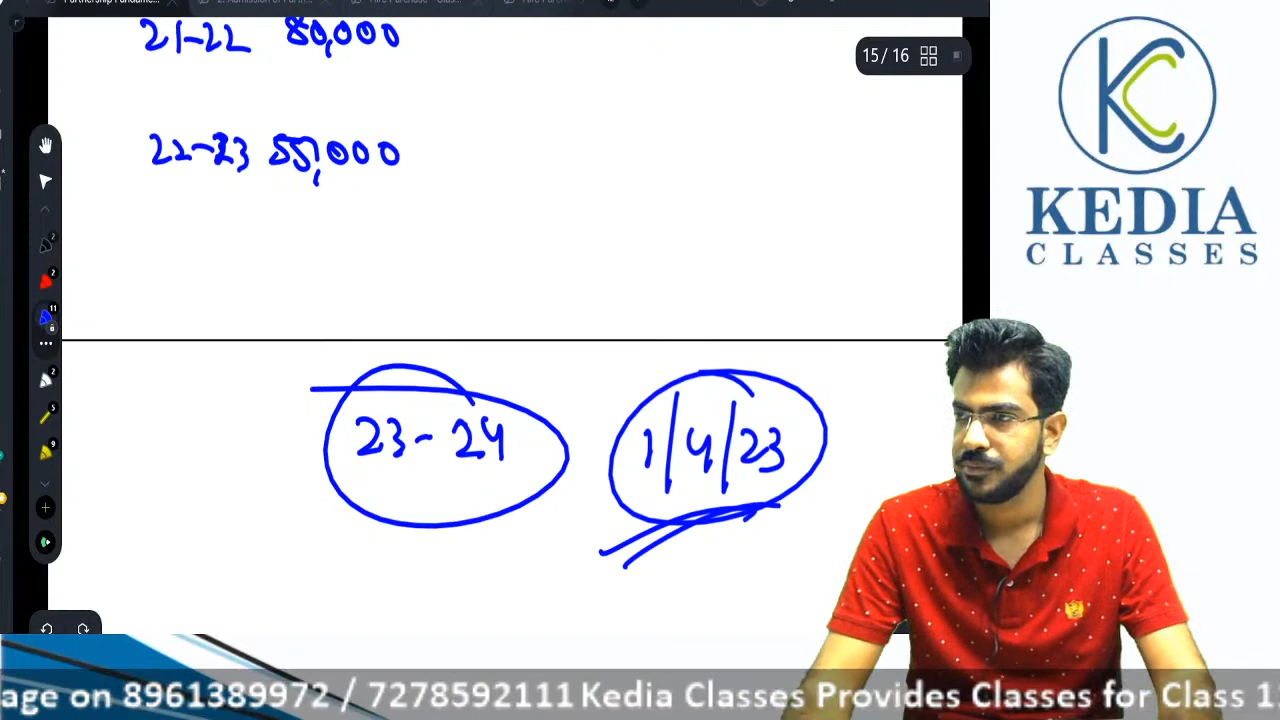 21-22 80,000
15 / 16
22-23 55,000
KEDIA
CLASSES
23-24
1/4/23
age on 8961389972 / 7278592111 Kedia Classes Provides Classes for Class 1